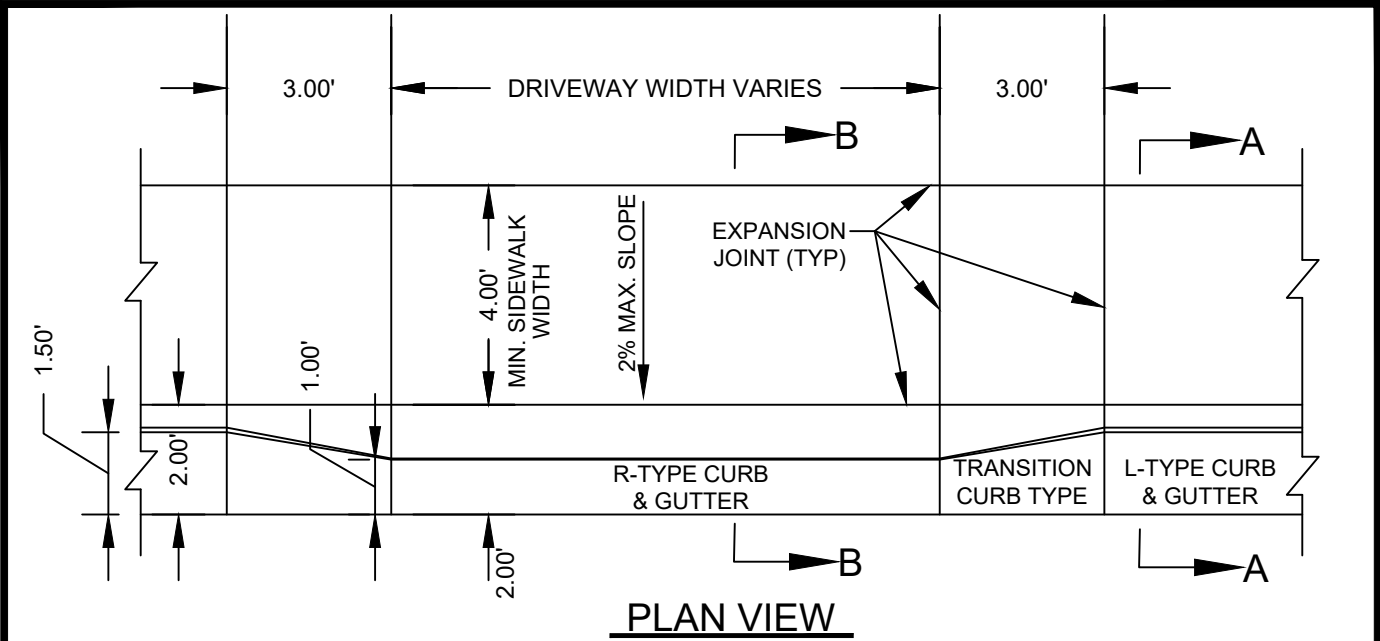 3.00'
DRIVEWAY WIDTH VARIES
3.00'
B
A
4.00'
MIN. SIDEWALK
WIDTH
2% MAX. SLOPE
EXPANSION
JOINT (TYP)
1.50'
2.00'
1.00'
R-TYPE CURB
& GUTTER
TRANSITION
CURB TYPE
L-TYPE CURB
& GUTTER
2.00'
B
A
PLAN VIEW